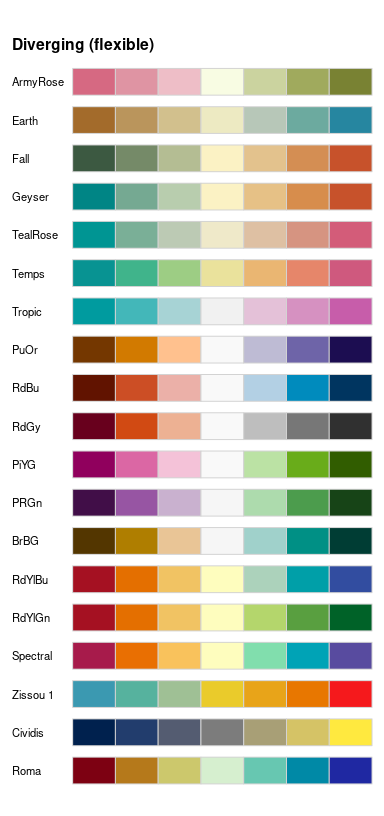 Diverging (flexible)
ArmyRose
Earth
Fall
Geyser
TealRose
Temps
Tropic
PuOr
RdBu
RdGy
PiYG
PRGn
BrBG
RdYlBu
RdYlGn
Spectral
Zissou 1
Cividis
Roma